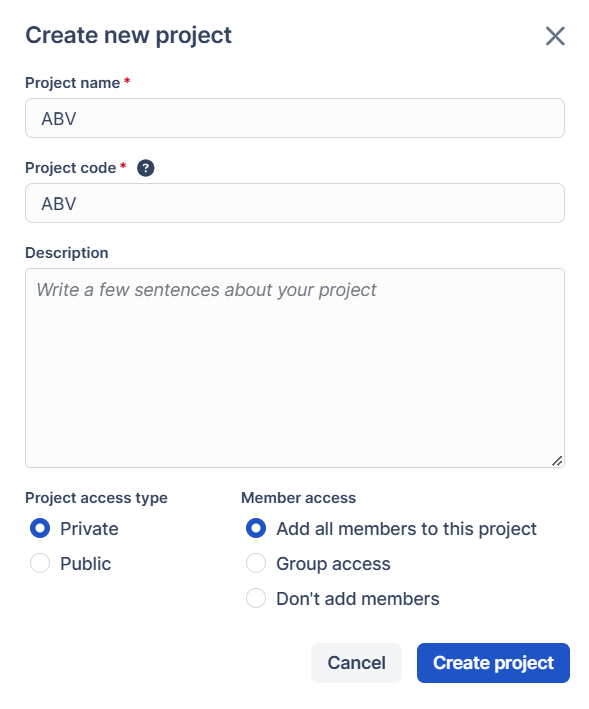 Create new project
Project name *
ABV
Project code * ?
ABV
Description
Write a few sentences about your project
Project access type
Private
Public
Member access
Add all members to this project
Group access
Don't add members
Cancel
Create project